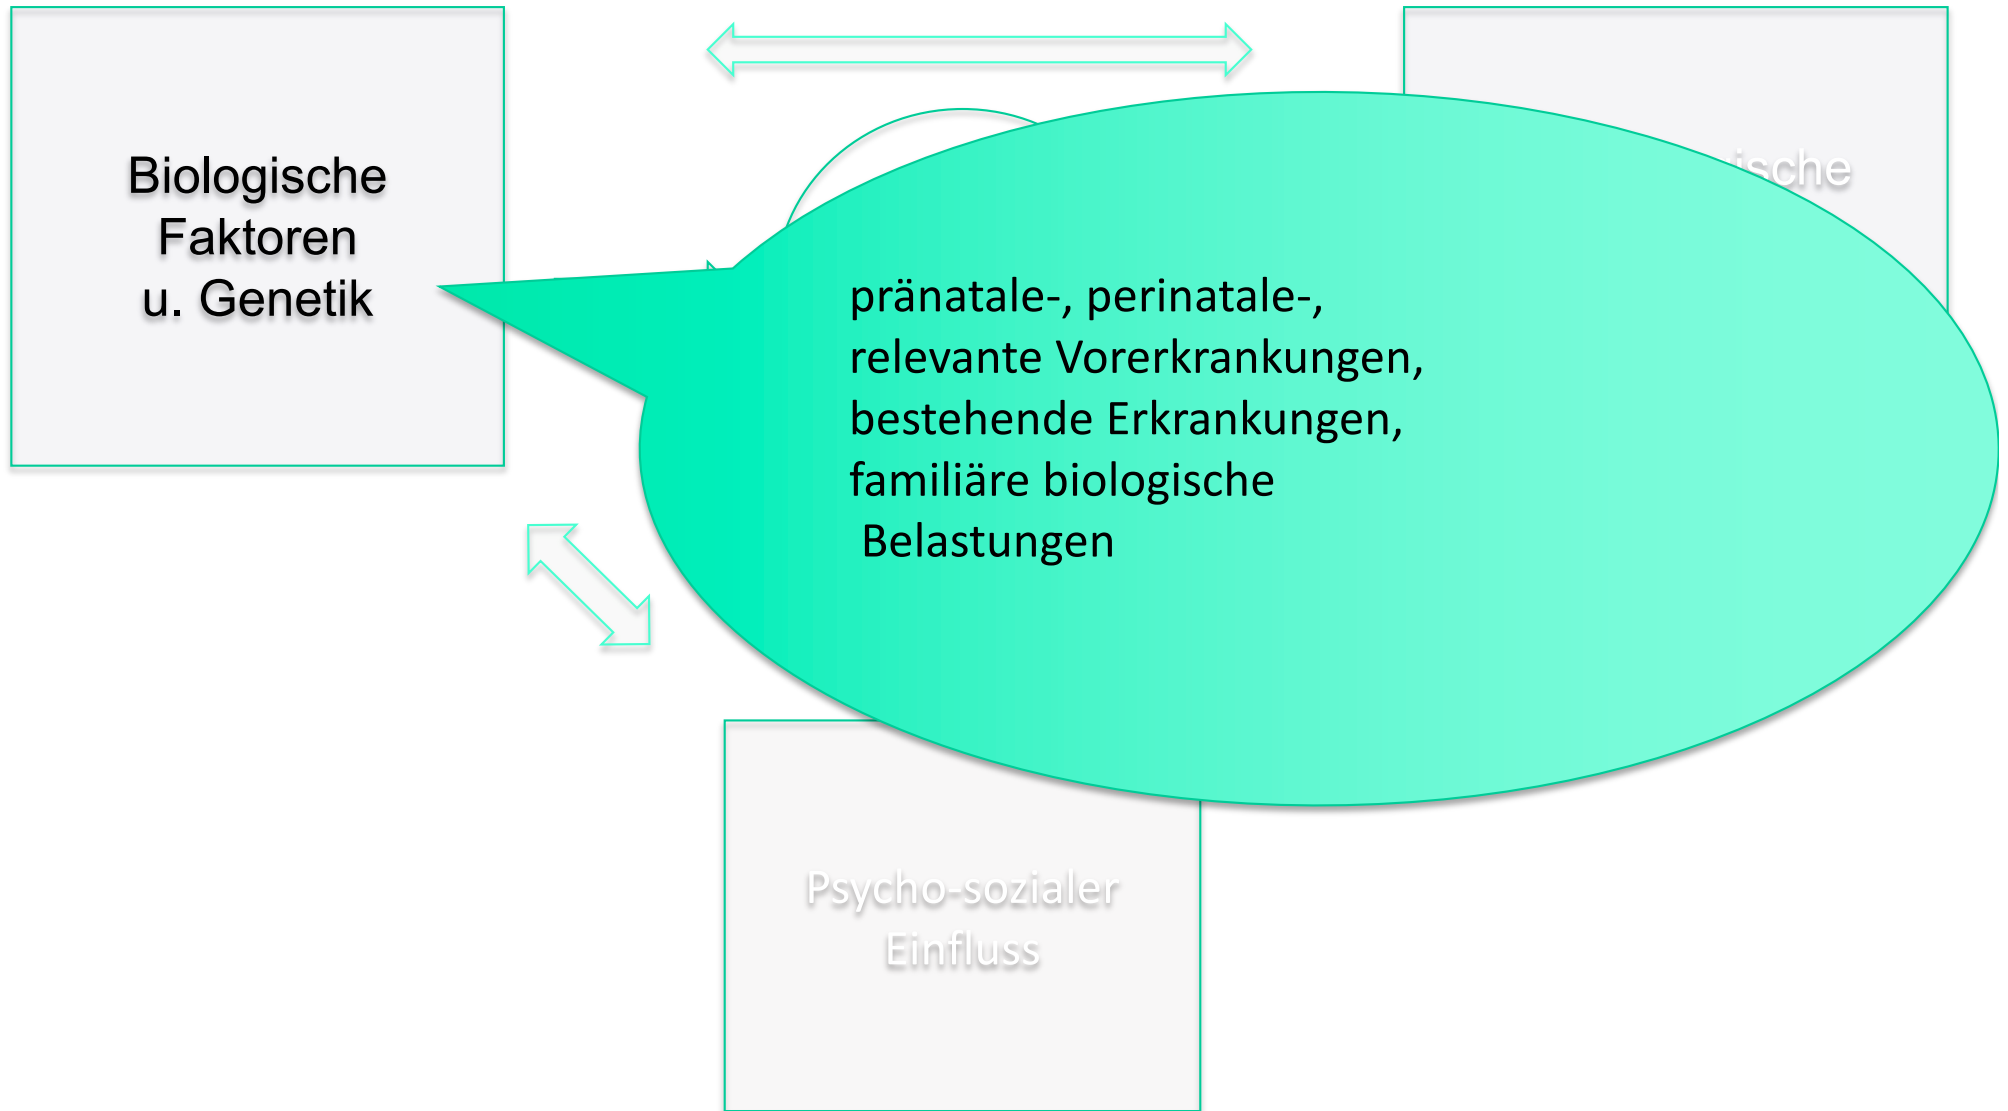 Biologische
Faktoren
u. Genetik
pränatale-, perinatale-,
relevante Vorerkrankungen,
bestehende Erkrankungen,
familiäre biologische
Belastungen
Psycho-sozialer
Einfluss